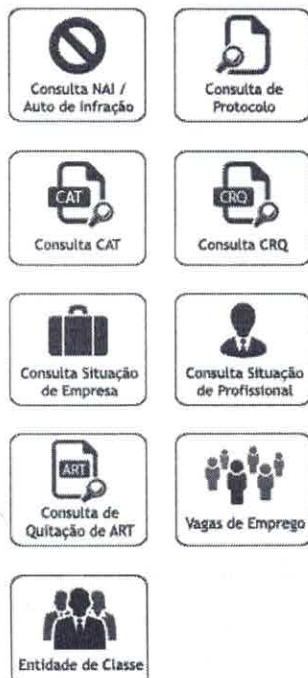 Consulta NAI /
Auto de Infração
Consulta de
Protocolo
CAT
Consulta CAT
CRQ
Consulta CRQ
Consulta Situação
de Empresa
Consulta Situação
de Profissional
ART
Consulta de
Quitação de ART
Vagas de Emprego
Entidade de Classe